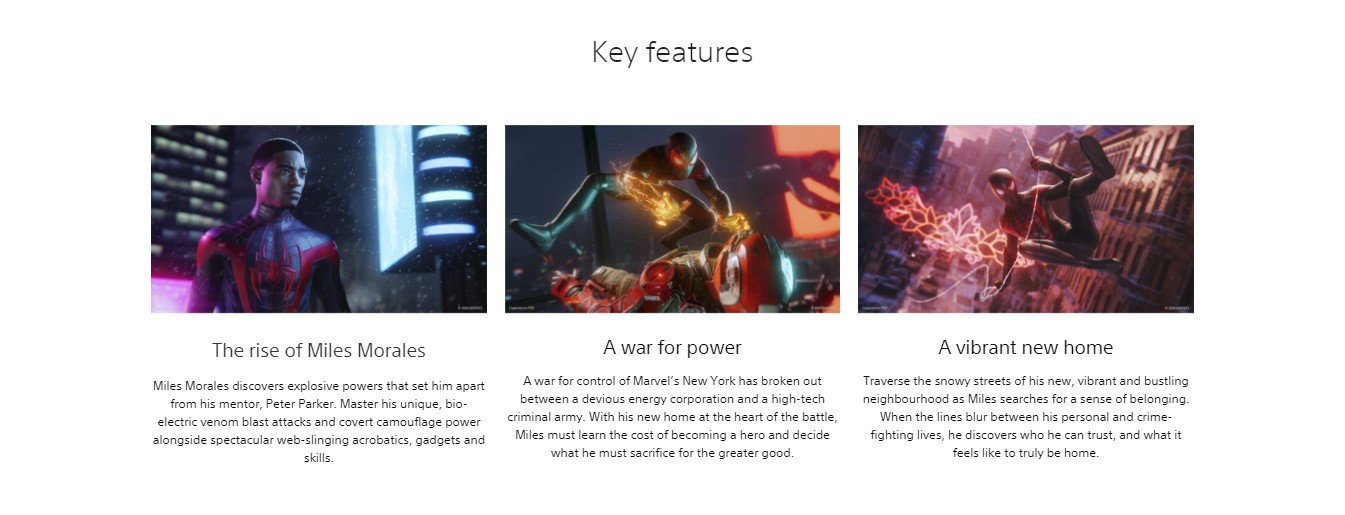 Key features
The rise of Miles Morales
Miles Morales discovers explosive powers that set him apart
from his mentor, Peter Parker. Master his unique, bio-
electric venom blast attacks and covert camouflage power
alongside spectacular web-slinging acrobatics, gadgets and
skills.
A war for power
A war for control of Marvel’s New York has broken out
between a devious energy corporation and a high-tech
criminal army. With his new home at the heart of the battle,
Miles must learn the cost of becoming a hero and decide
what he must sacrifice for the greater good.
A vibrant new home
Traverse the snowy streets of his new, vibrant and bustling
neighbourhood as Miles searches for a sense of belonging.
When the lines blur between his personal and crime-
fighting lives, he discovers who he can trust, and what it
feels like to truly be home.